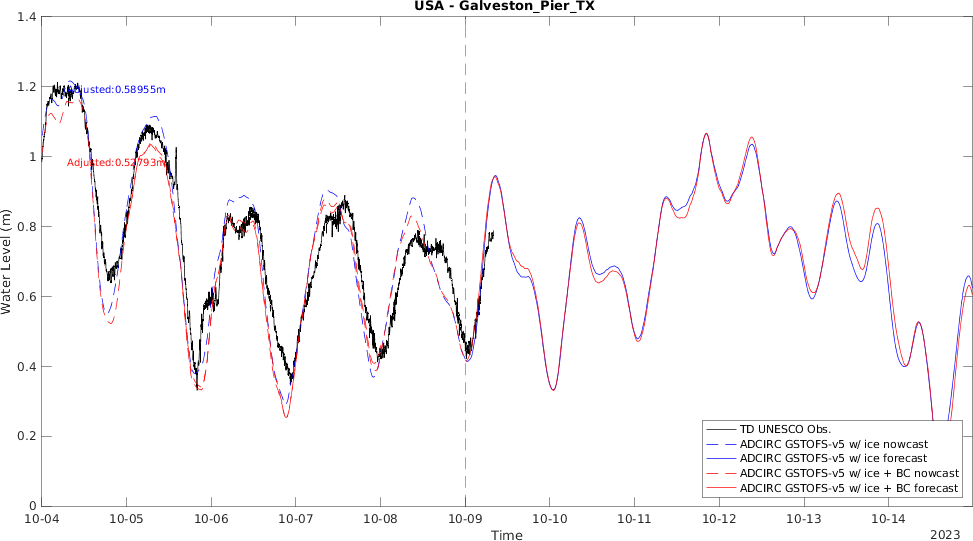 USA - Galveston_Pier_TX
1.4
1.2
1
0.8
0.6
0.4
0.2
0
Water Level (m)
Adjusted:0.58955m
Adjusted:0.52793m
TD UNESCO Obs.
ADCIRC GSTOFS-v5 w/ ice nowcast
ADCIRC GSTOFS-v5 w/ ice forecast
ADCIRC GSTOFS-v5 w/ ice + BC nowcast
ADCIRC GSTOFS-v5 w/ ice + BC forecast
10-04 10-05 10-06 10-07 10-08 10-09 10-10 10-11 10-12 10-13 10-14
Time
2023